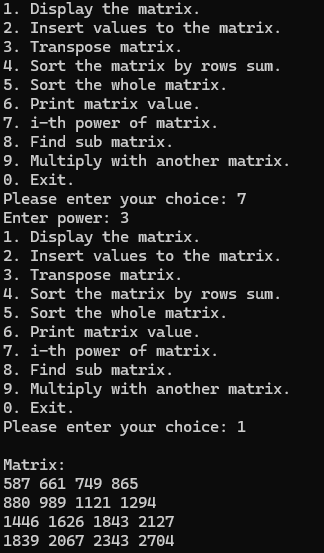 1. Display the matrix.
2. Insert values to the matrix.
3. Transpose matrix.
4. Sort the matrix by rows sum.
5. Sort the whole matrix.
6. Print matrix value.
7. i-th power of matrix.
8. Find sub matrix.
9. Multiply with another matrix.
0. Exit.
Please enter your choice: 7
Enter power: 3
1. Display the matrix.
2. Insert values to the matrix.
3. Transpose matrix.
4. Sort the matrix by rows sum.
5. Sort the whole matrix.
6. Print matrix value.
7. i-th power of matrix.
8. Find sub matrix.
9. Multiply with another matrix.
0. Exit.
Please enter your choice: 1
Matrix:
587 661 749 865
880 989 1121 1294
1446 1626 1843 2127
1839 2067 2343 2704